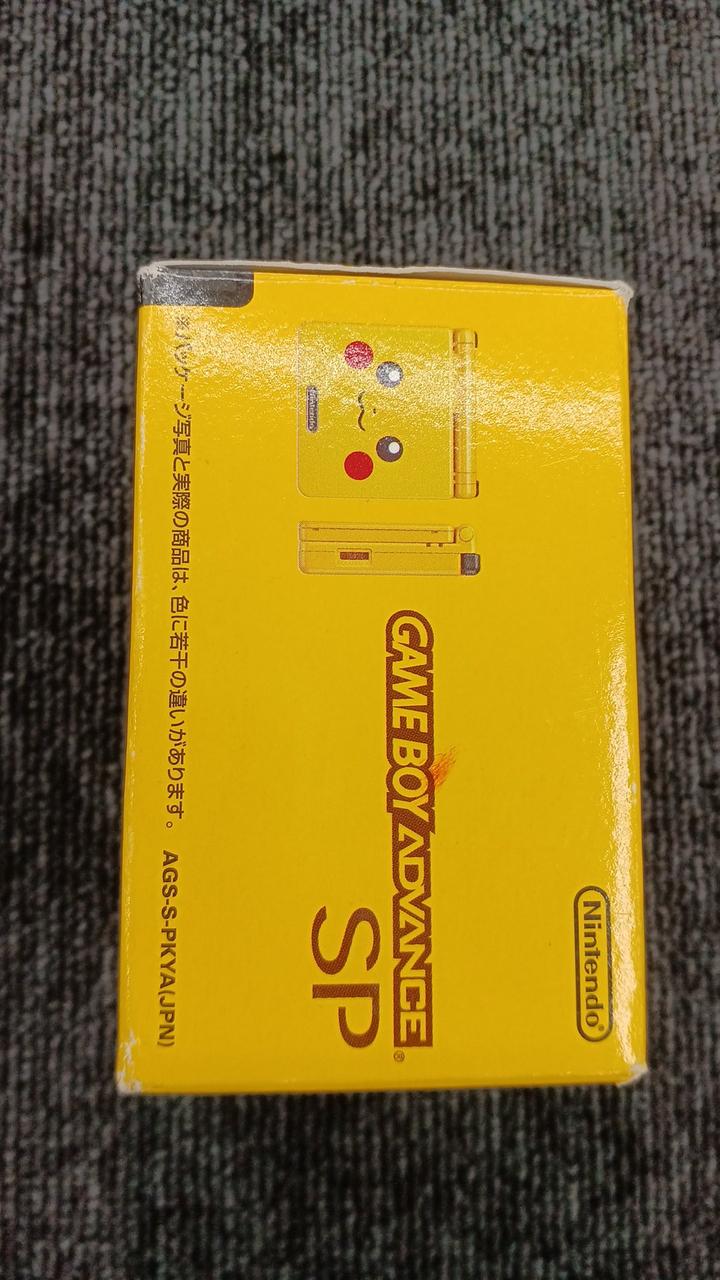 Nintendo®
GAME BOY ADVANCE
SP®
Nintendo
※パッケージ写真と実際の商品は、色に若干の違いがあります。 AGS-S-PKYA(JPN)